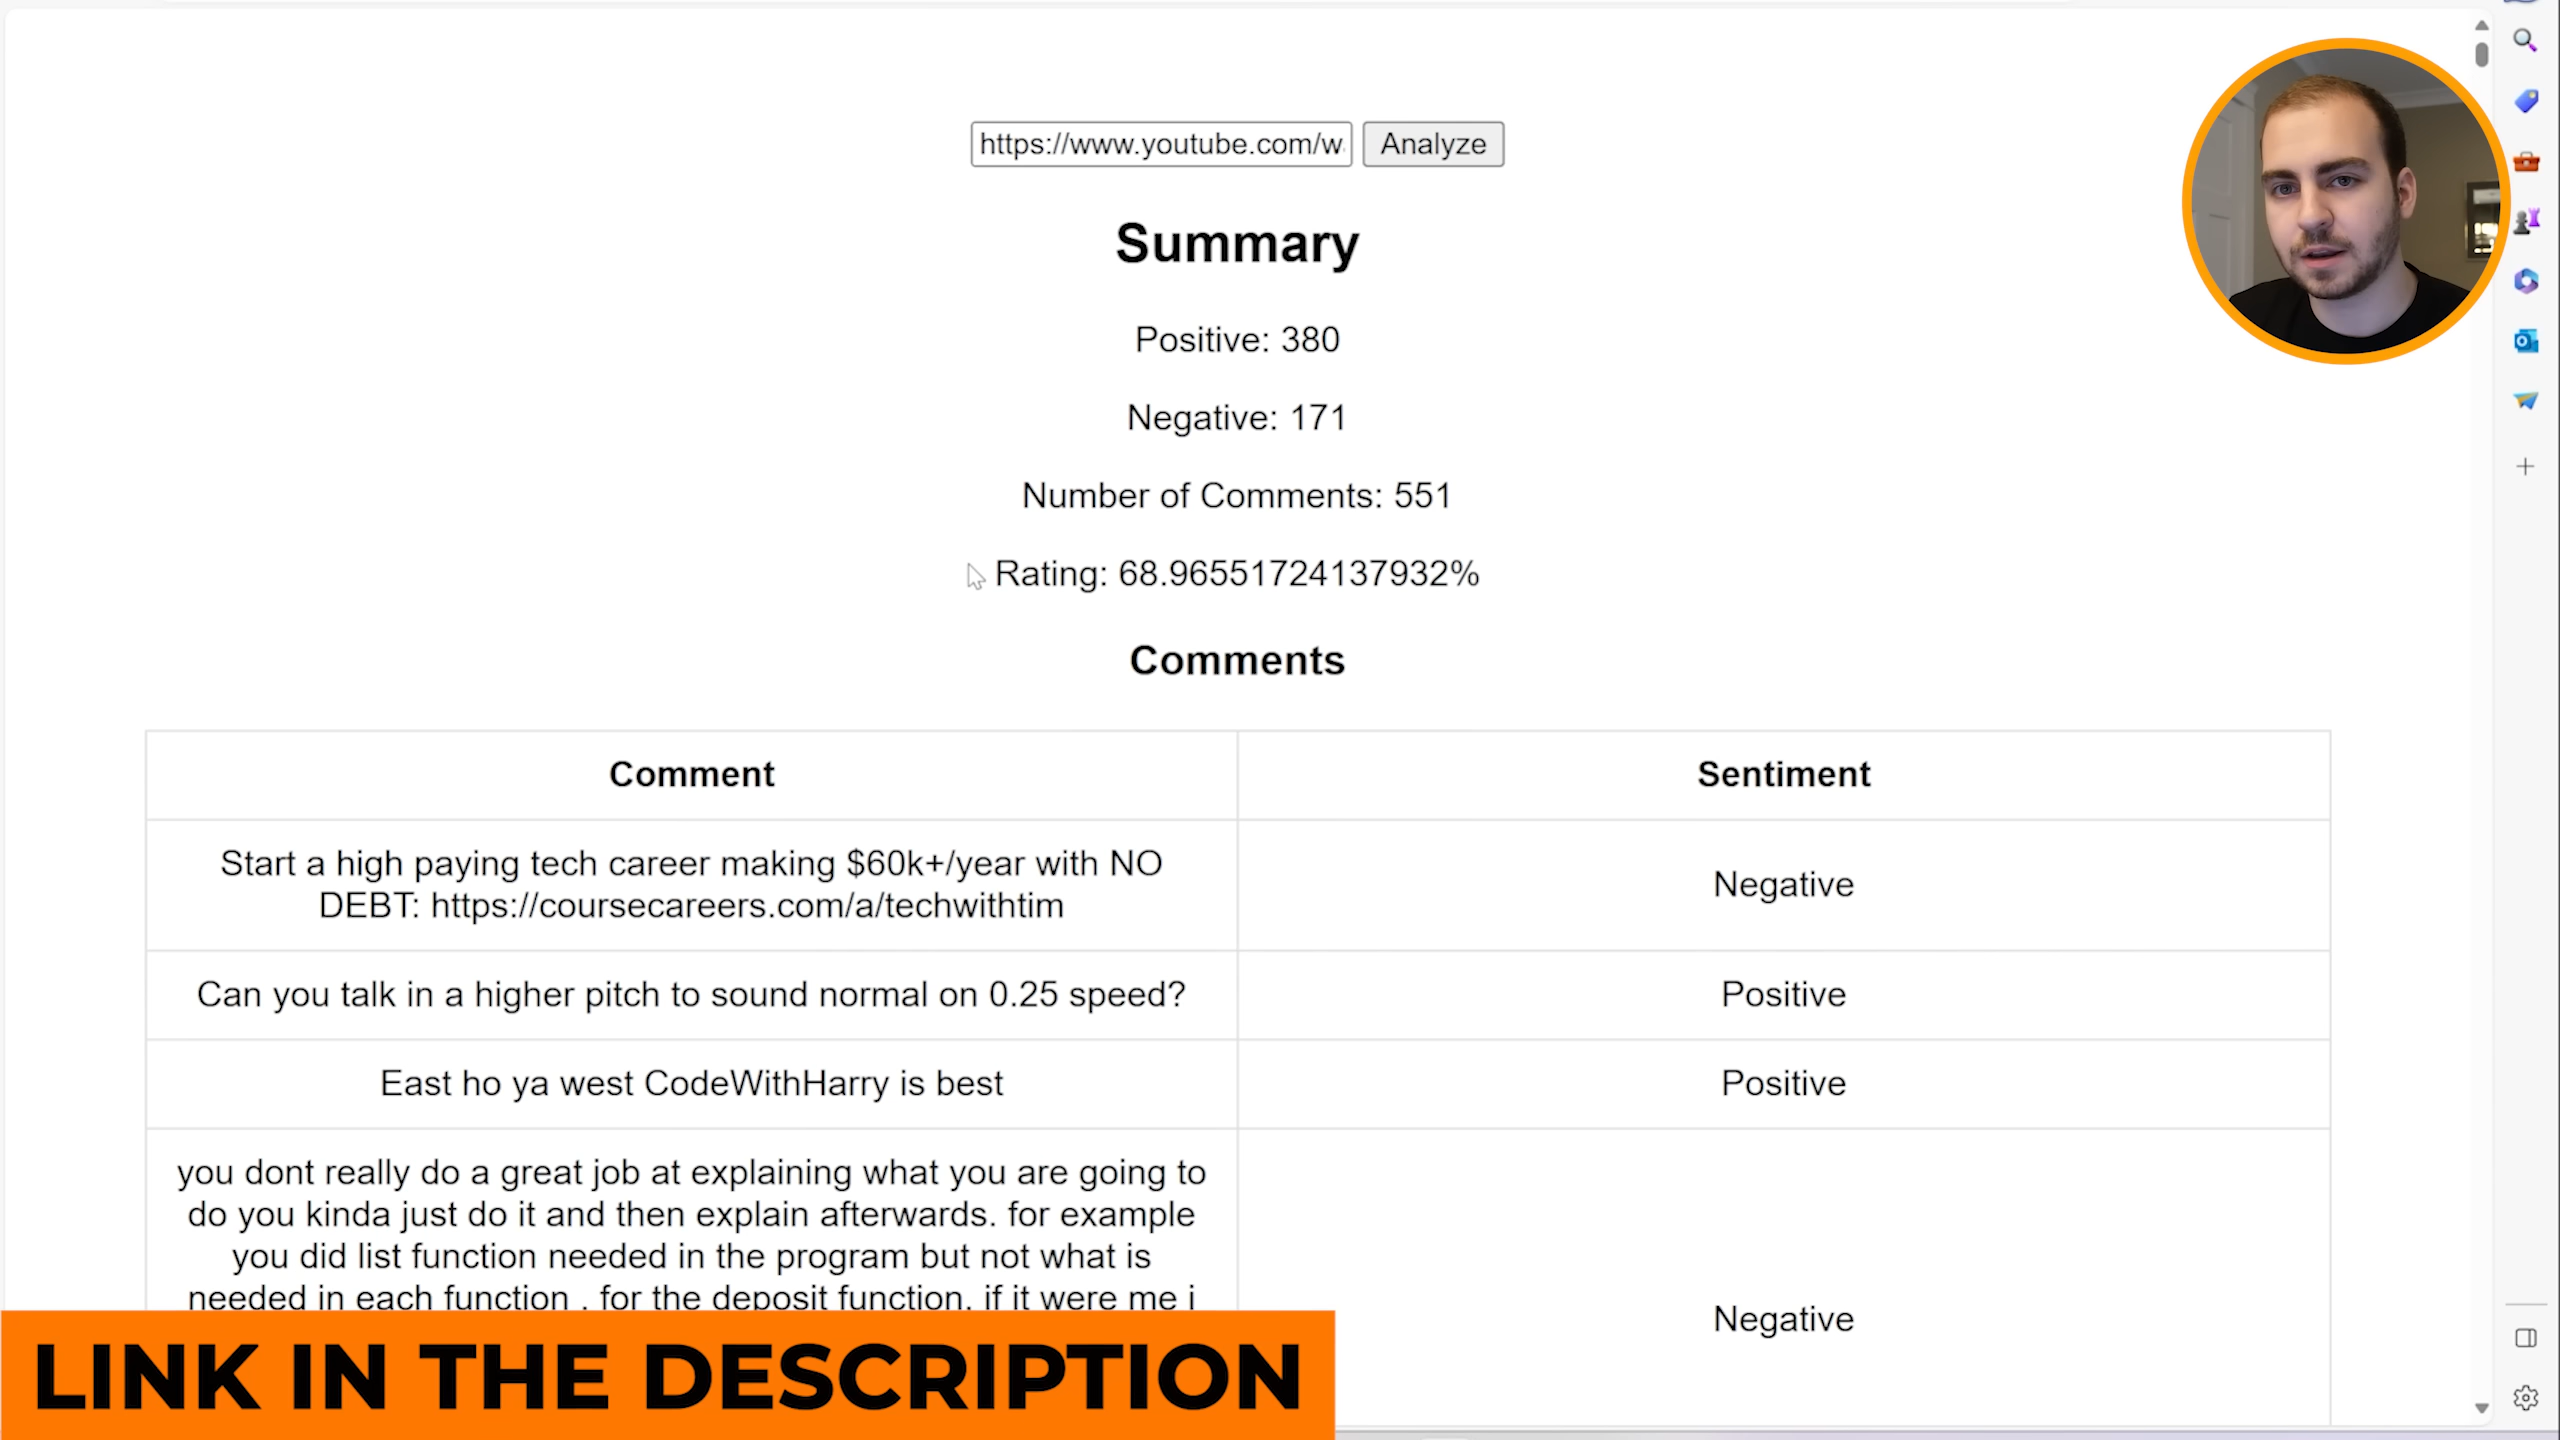 https://www.youtube.com/w
Analyze
Summary
Positive: 380
Negative: 171
Number of Comments: 551
Rating: 68.96551724137932%
Comments
Comment
Sentiment
Start a high paying tech career making $60k+/year with NO
DEBT: https://coursecareers.com/a/techwithtim
Negative
Can you talk in a higher pitch to sound normal on 0.25 speed?
Positive
East ho ya west CodeWithHarry is best
Positive
you dont really do a great job at explaining what you are going to
do you kinda just do it and then explain afterwards. for example
you did list function needed in the program but not what is
needed in each function . for the deposit function. if it were me i
Negative
LINK IN THE DESCRIPTION